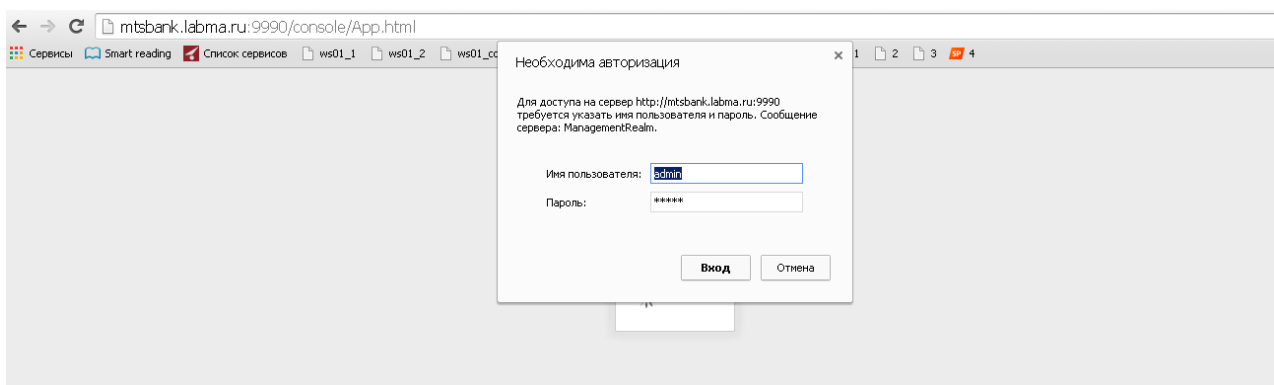 mtsbank.labma.ru:9990/console/App.html
Сервисы Smart reading Список сервисов ws01_1 ws01_2 ws01_cc 1 2 3 SP 4
Необходима авторизация
Для доступа на сервер http://mtsbank.labma.ru:9990
требуется указать имя пользователя и пароль. Сообщение
сервера: ManagementRealm.
Имя пользователя: admin
Пароль: *****
Вход Отмена